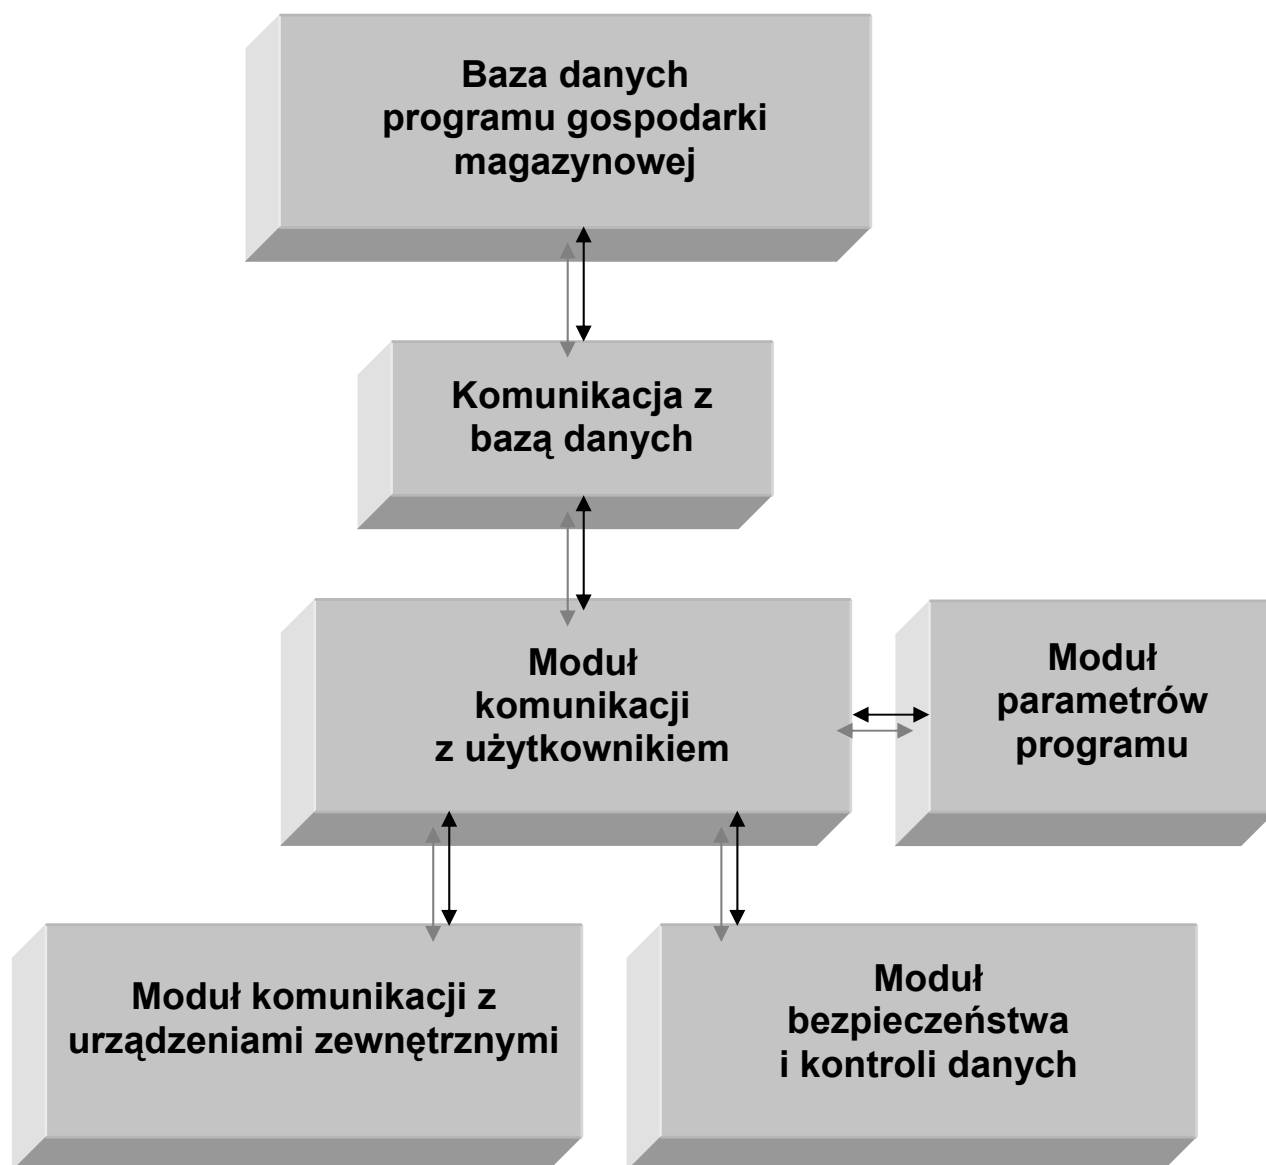 Baza danych
programu gospodarki
magazynowej
Komunikacja z
bazą danych
Moduł
komunikacji
z użytkownikiem
Moduł
parametrów
programu
Moduł komunikacji z
urządzeniami zewnętrznymi
Moduł
bezpieczeństwa
i kontroli danych